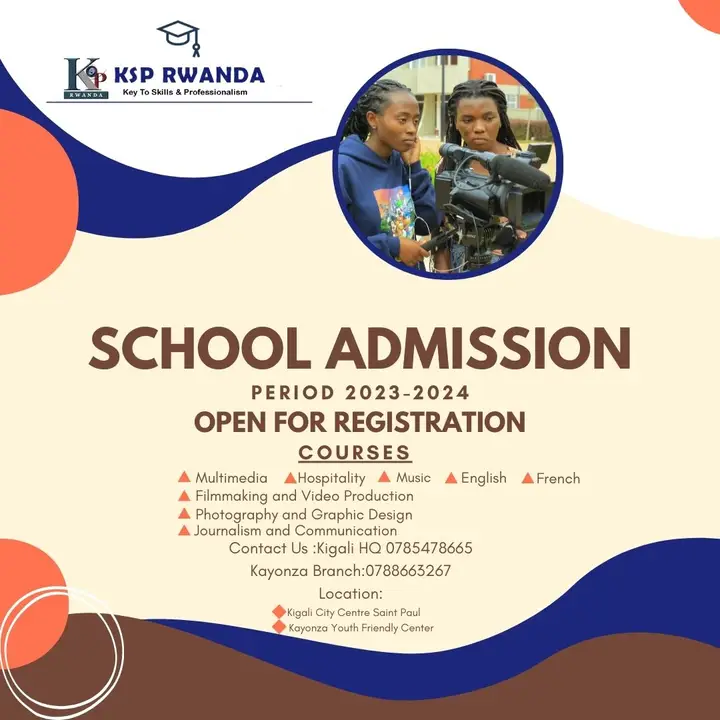 KSP RWANDA
KSP RWANDA
Key To Skills & Professionalism
SCHOOL ADMISSION
PERIOD 2023-2024
OPEN FOR REGISTRATION
COURSES
Multimedia Hospitality Music English French
Filmmaking and Video Production
Photography and Graphic Design
Journalism and Communication
Contact Us :Kigali HQ 0785478665
Kayonza Branch:0788663267
Location:
Kigali City Centre Saint Paul
Kayonza Youth Friendly Center